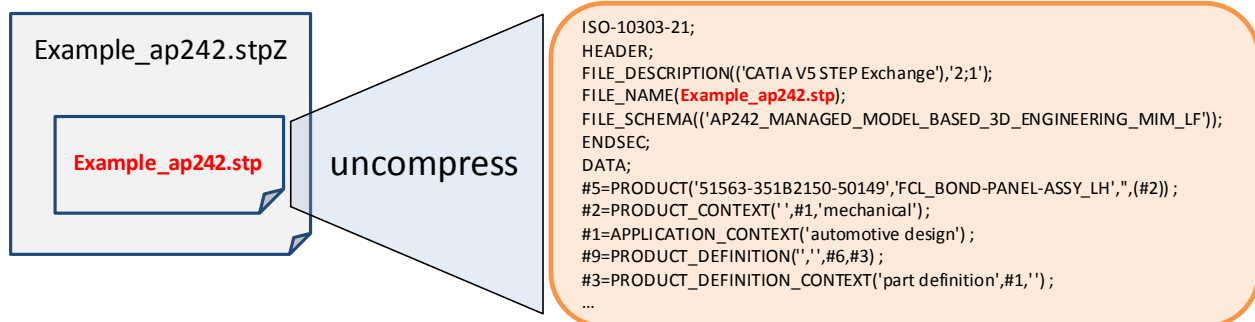 Example_ap242.stpZ
Example_ap242.stp
uncompress
ISO-10303-21;
HEADER;
FILE_DESCRIPTION(('CATIA V5 STEP Exchange'),'2;1');
FILE_NAME(Example_ap242.stp);
FILE_SCHEMA(('AP242_MANAGED_MODEL_BASED_3D_ENGINEERING_MIM_LF'));
ENDSEC;
DATA;
#5=PRODUCT('51563-351B2150-50149','FCL_BOND-PANEL-ASSY_LH','',(#2)) ;
#2=PRODUCT_CONTEXT(' ',#1,'mechanical') ;
#1=APPLICATION_CONTEXT('automotive design') ;
#9=PRODUCT_DEFINITION('',' ',#6,#3) ;
#3=PRODUCT_DEFINITION_CONTEXT('part definition',#1,' ') ;
...